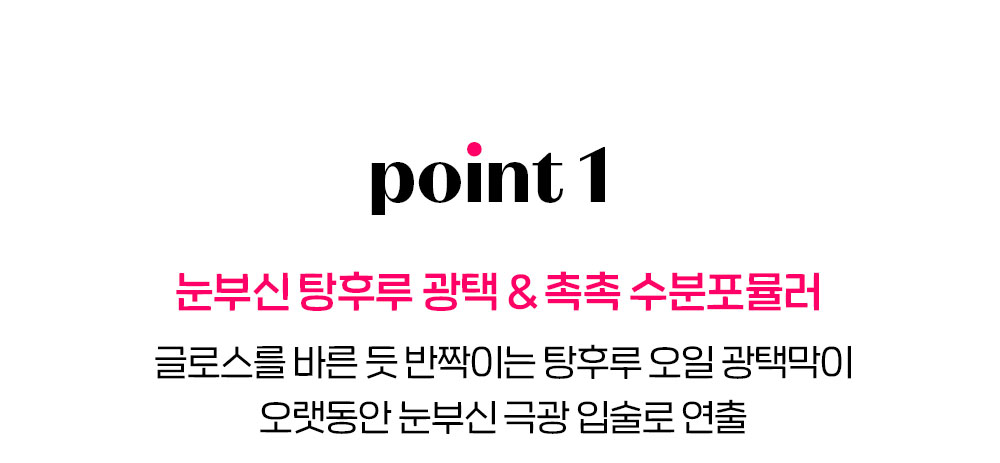 point 1
눈부신 탕후루 광택 & 촉촉 수분포뮬러
글로스를 바른 듯 반짝이는 탕후루 오일 광택막이
오랫동안 눈부신 극광 입술로 연출